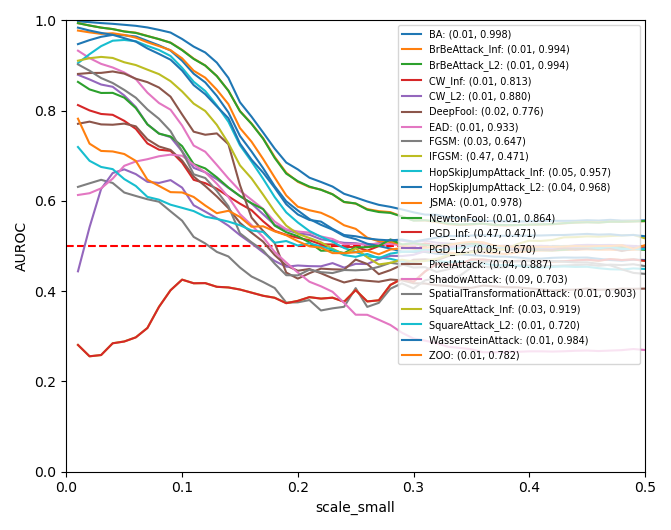 1.0
0.8
0.6
0.4
0.2
0.0
AUROC
0.0
0.1
0.2
0.3
0.4
0.5
scale_small
BA: (0.01, 0.998)
BrBeAttack_Inf: (0.01, 0.994)
BrBeAttack_L2: (0.01, 0.994)
CW_Inf: (0.01, 0.813)
CW_L2: (0.01, 0.880)
DeepFool: (0.02, 0.776)
EAD: (0.01, 0.933)
FGSM: (0.03, 0.647)
IFGSM: (0.47, 0.471)
HopSkipJumpAttack_Inf: (0.05, 0.957)
HopSkipJumpAttack_L2: (0.04, 0.968)
JSMA: (0.01, 0.978)
NewtonFool: (0.01, 0.864)
PGD_Inf: (0.47, 0.471)
PGD_L2: (0.05, 0.670)
PixelAttack: (0.04, 0.887)
ShadowAttack: (0.09, 0.703)
SpatialTransformationAttack: (0.01, 0.903)
SquareAttack_Inf: (0.03, 0.919)
SquareAttack_L2: (0.01, 0.720)
WassersteinAttack: (0.01, 0.984)
ZOO: (0.01, 0.782)